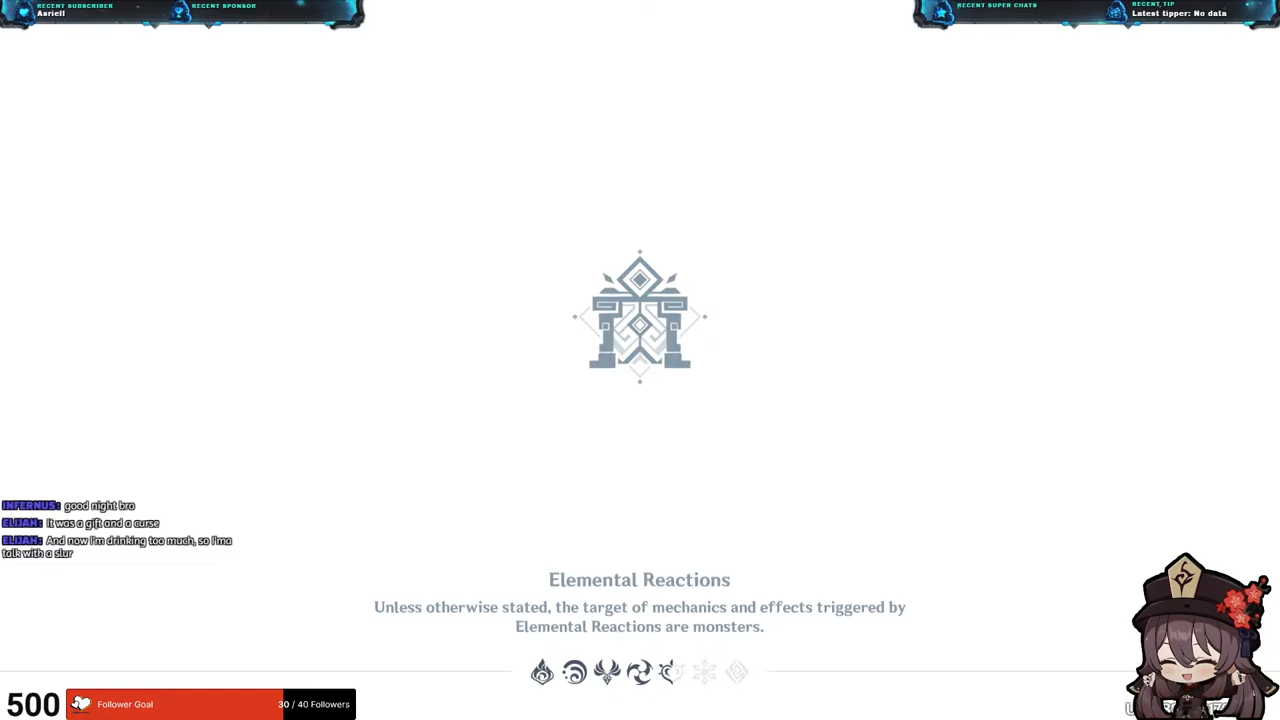 RECENT SUBSCRIBER
Asriell
RECENT SPONSOR
RECENT SUPER CHATS
RECENT TIP
Latest tipper: No data
INFERNUS: good night bro
ELIJAH: It was a gift and a curse
ELIJAH: And now I'm drinking too much, so I'ma
talk with a slur
Elemental Reactions
Unless otherwise stated, the target of mechanics and effects triggered by
Elemental Reactions are monsters.
500
Follower Goal
30 / 40 Followers